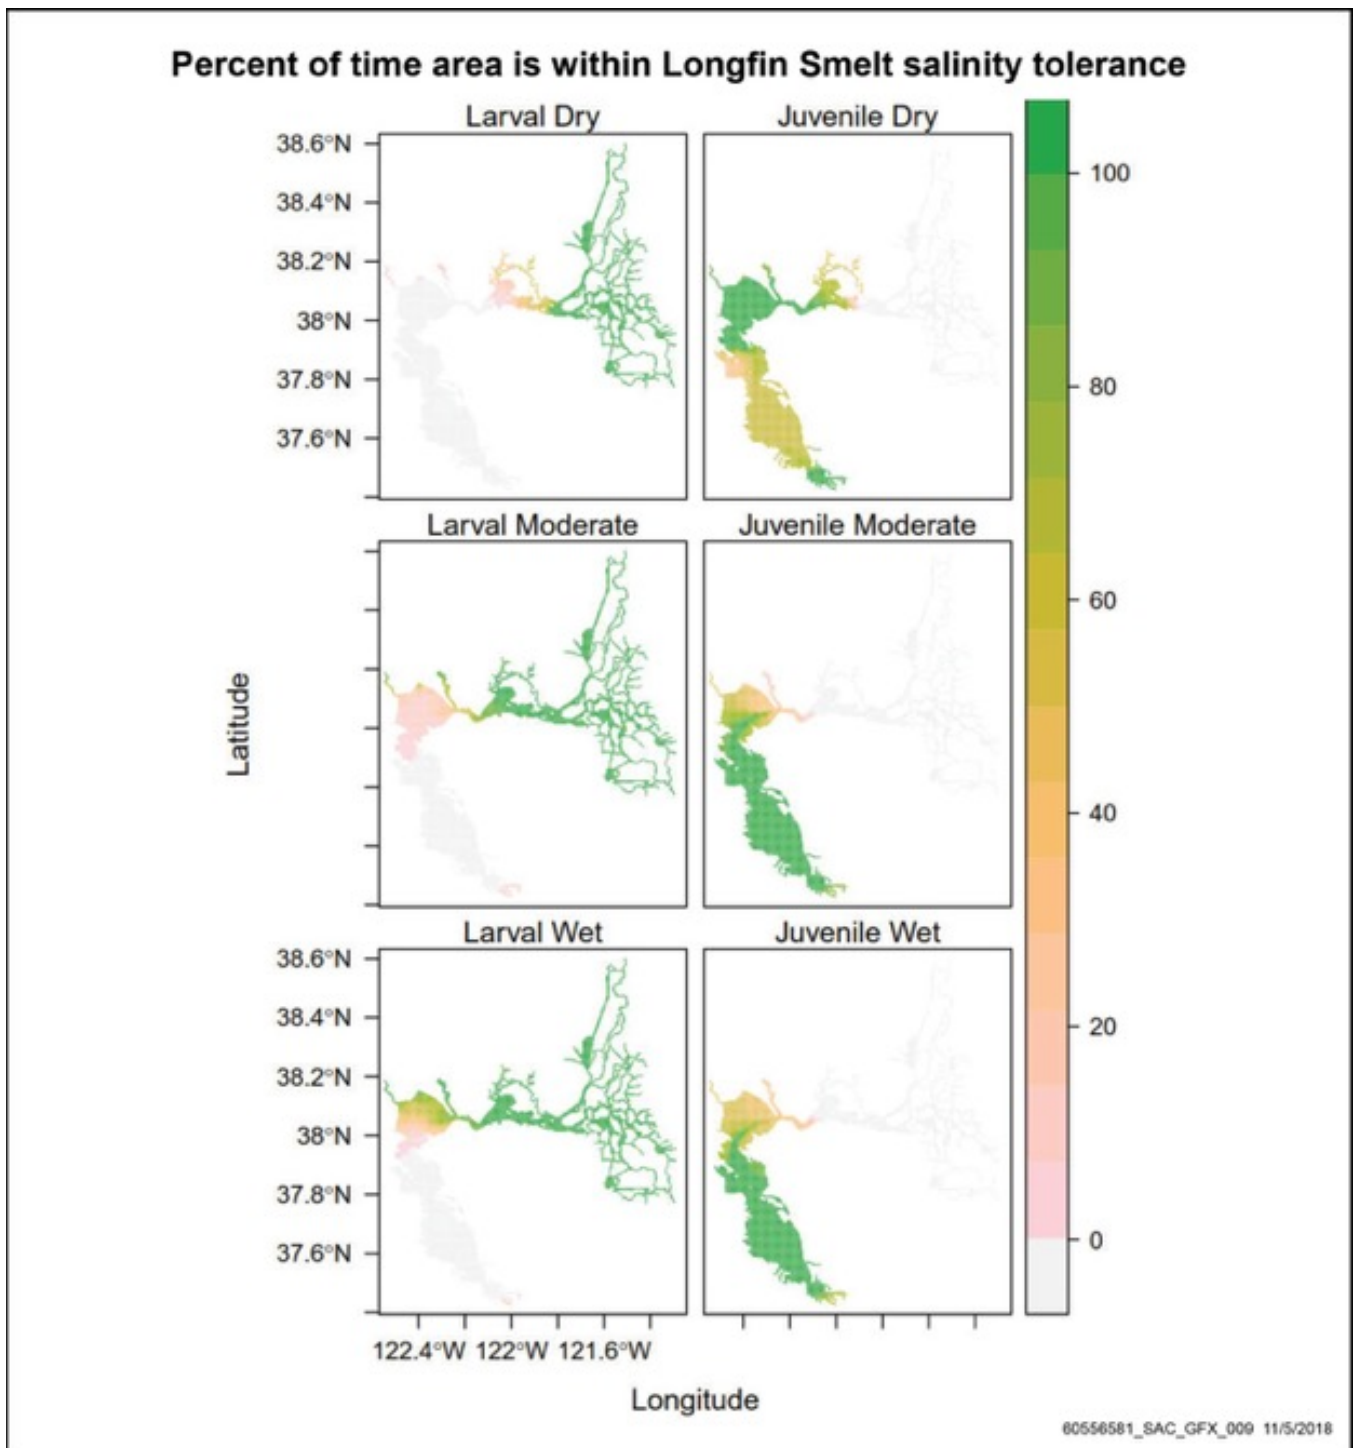 Percent of time area is within Longfin Smelt salinity tolerance
Larval Dry
Juvenile Dry
38.6°N
38.4°N
38.2°N
38°N
37.8°N
37.6°N
Larval Moderate
Juvenile Moderate
Latitude
Larval Wet
Juvenile Wet
38.6°N
38.4°N
38.2°N
38°N
37.8°N
37.6°N
122.4°W 122°W 121.6°W
Longitude
100
80
60
40
20
0
60556581_SAC_GFX_009 11/5/2018